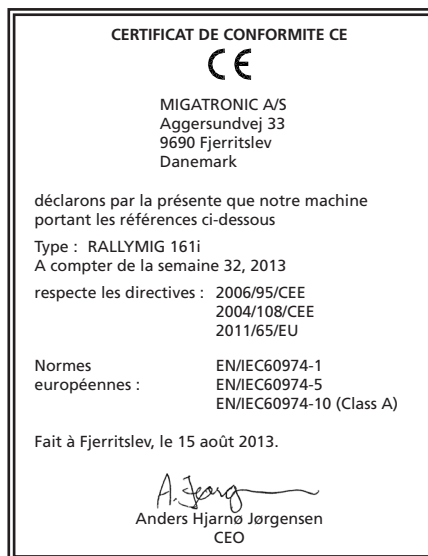 CERTIFICAT DE CONFORMITE CE
CE
MIGATRONIC A/S
Aggersundvej 33
9690 Fjerritslev
Danemark
déclarons par la présente que notre machine
portant les références ci-dessous
Type : RALLYMIG 161i
A compter de la semaine 32, 2013
respecte les directives : 2006/95/CEE
2004/108/CEE
2011/65/EU
Normes EN/IEC60974-1
européennes : EN/IEC60974-5
EN/IEC60974-10 (Class A)
Fait à Fjerritslev, le 15 août 2013.
Anders Hjarnø Jørgensen
CEO